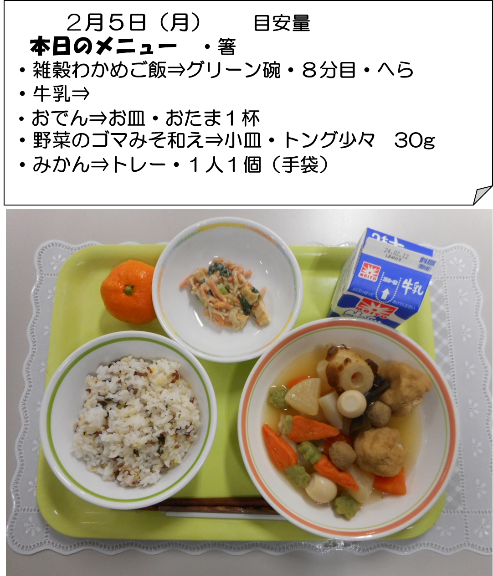 ２月５日（月）　　目安量
本日のメニュー　・箸
・雑穀わかめご飯⇒グリーン碗・８分目・へら
・牛乳⇒
・おでん⇒お皿・おたま１杯
・野菜のゴマみそ和え⇒小皿・トング少々　30g
・みかん⇒トレー・１人１個（手袋）
牛乳